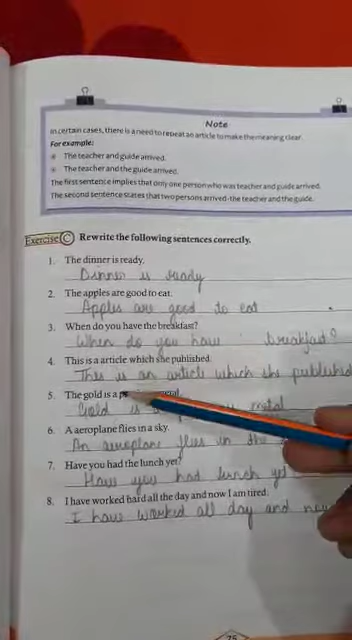 Note
In certain cases, there is a need to repeat an article to make the meaning clear.
For example:
The teacher and guide arrived.
The teacher and the guide arrived.
The first sentence implies that only one person who was teacher and guide arrived.
The second sentence states that two persons arrived-the teacher and the guide.
Exercise C Rewrite the following sentences correctly.
1. The dinner is ready.
Dinner is ready
2. The apples are good to eat.
Apples are good to eat
3. When do you have the breakfast?
When do you have breakfast?
4. This is a article which she published.
This is an article which she published
5. The gold is a
Gold is metal
6. A aeroplane flies in a sky.
An aeroplane flies in the
7. Have you had the lunch yet?
Have you had lunch yet
8. I have worked hard all the day and now I am tired.
I have worked all day and now
75